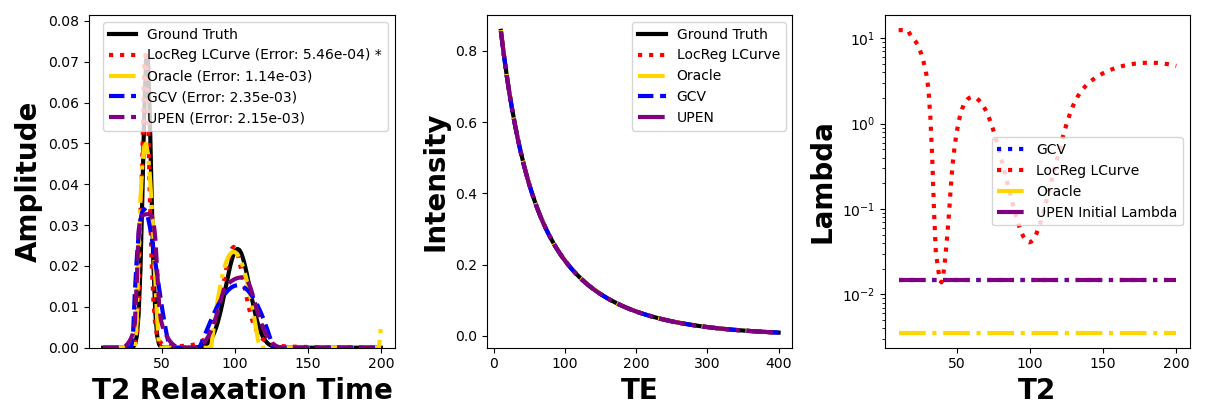 Amplitude
0.08
0.07
0.06
0.05
0.04
0.03
0.02
0.01
0.00
Ground Truth
LocReg LCurve (Error: 5.46e-04) *
Oracle (Error: 1.14e-03)
GCV (Error: 2.35e-03)
UPEN (Error: 2.15e-03)
50 100 150 200
T2 Relaxation Time
Intensity
0.8
0.6
0.4
0.2
0.0
Ground Truth
LocReg LCurve
Oracle
GCV
UPEN
0 100 200 300 400
TE
Lambda
10¹
10⁰
10⁻¹
10⁻²
GCV
LocReg LCurve
Oracle
UPEN Initial Lambda
50 100 150 200
T2